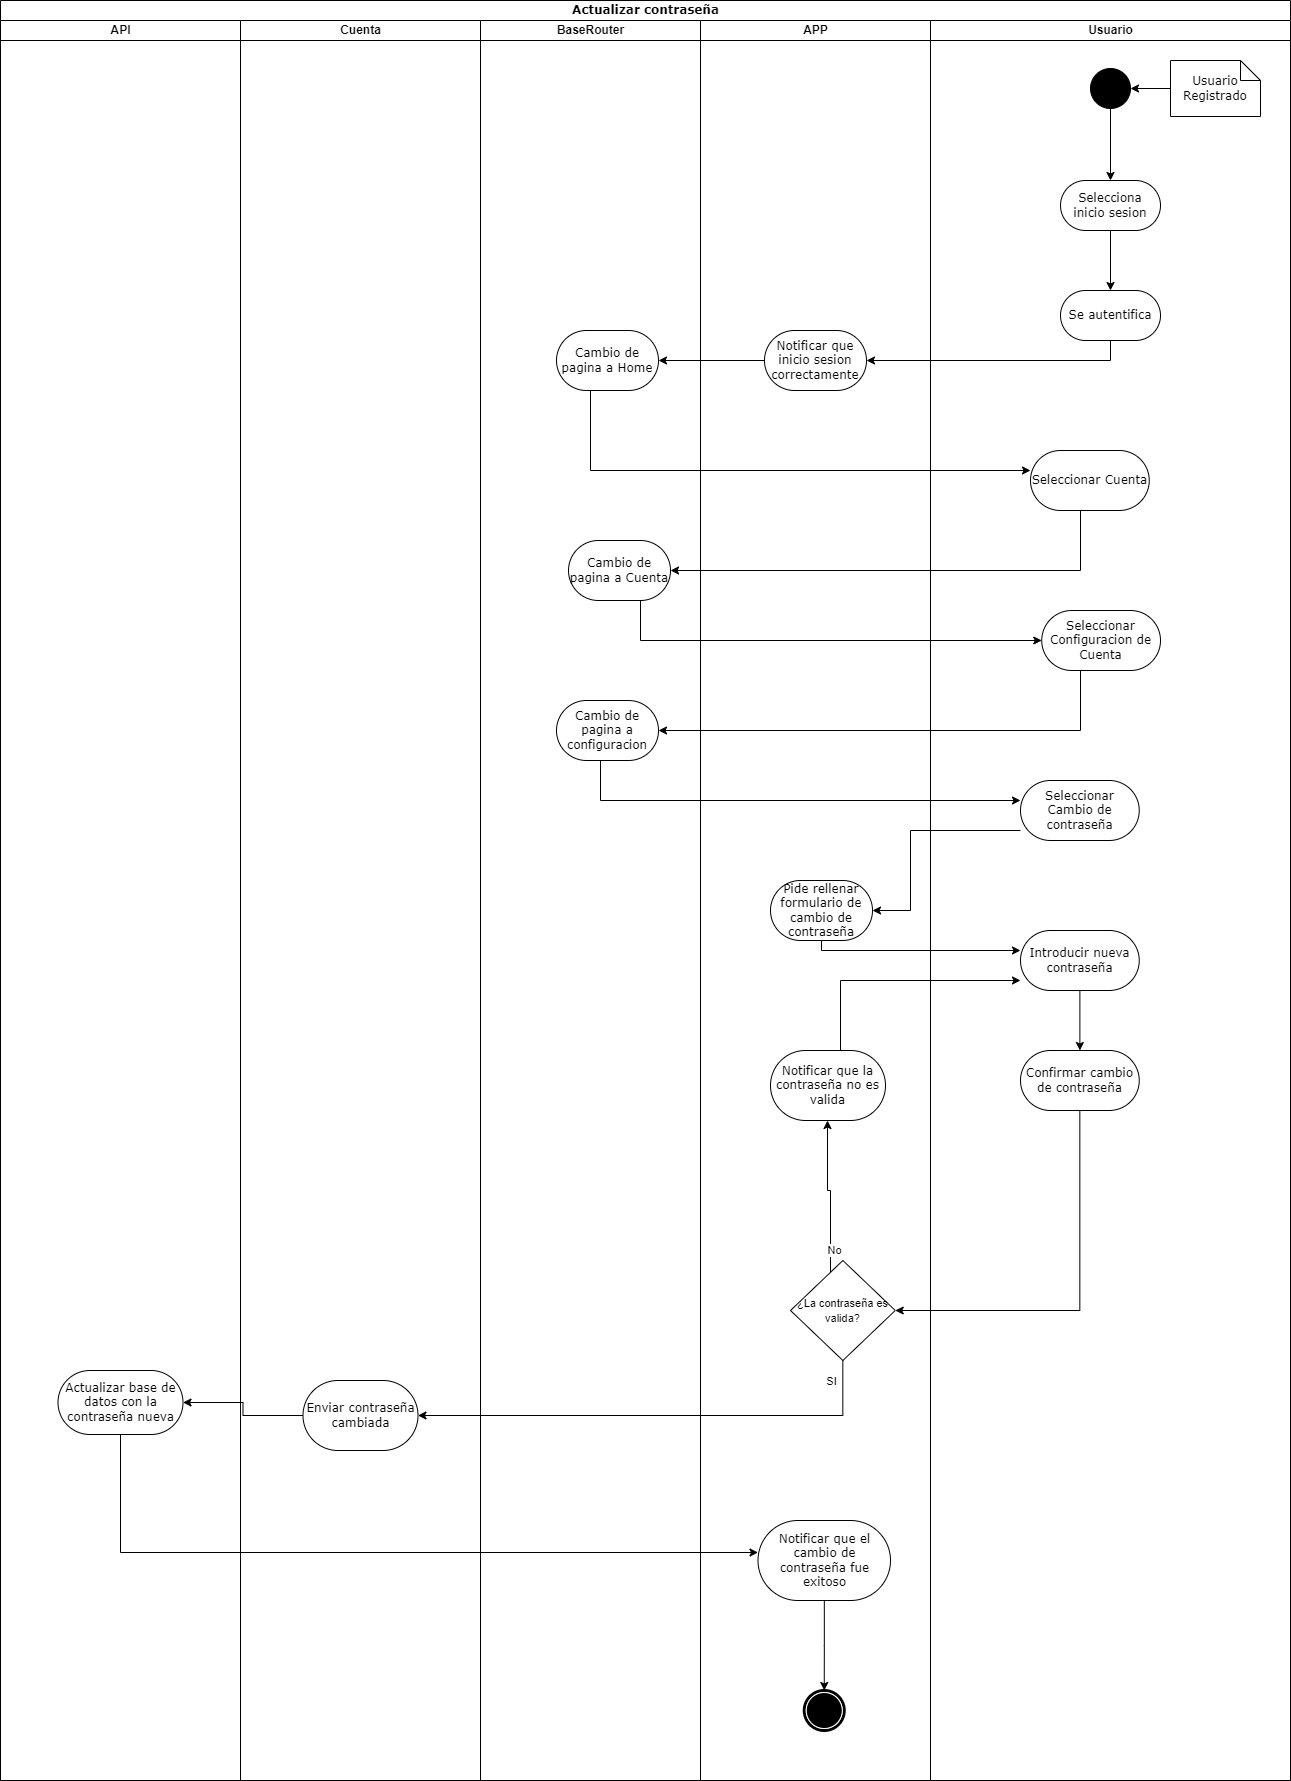 Actualizar contraseña
API
Cuenta
BaseRouter
APP
Usuario
Usuario
Registrado
Selecciona
inicio sesion
Se autentifica
Notificar que
inicio sesion
correctamente
Cambio de
pagina a Home
Seleccionar Cuenta
Cambio de
pagina a Cuenta
Seleccionar
Configuracion de
Cuenta
Cambio de
pagina a
configuracion
Seleccionar
Cambio de
contraseña
Pide rellenar
formulario de
cambio de
contraseña
Introducir nueva
contraseña
Notificar que la
contraseña no es
valida
Confirmar cambio
de contraseña
No
¿La contraseña es
valida?
SI
Enviar contraseña
cambiada
Actualizar base de
datos con la
contraseña nueva
Notificar que el
cambio de
contraseña fue
exitoso